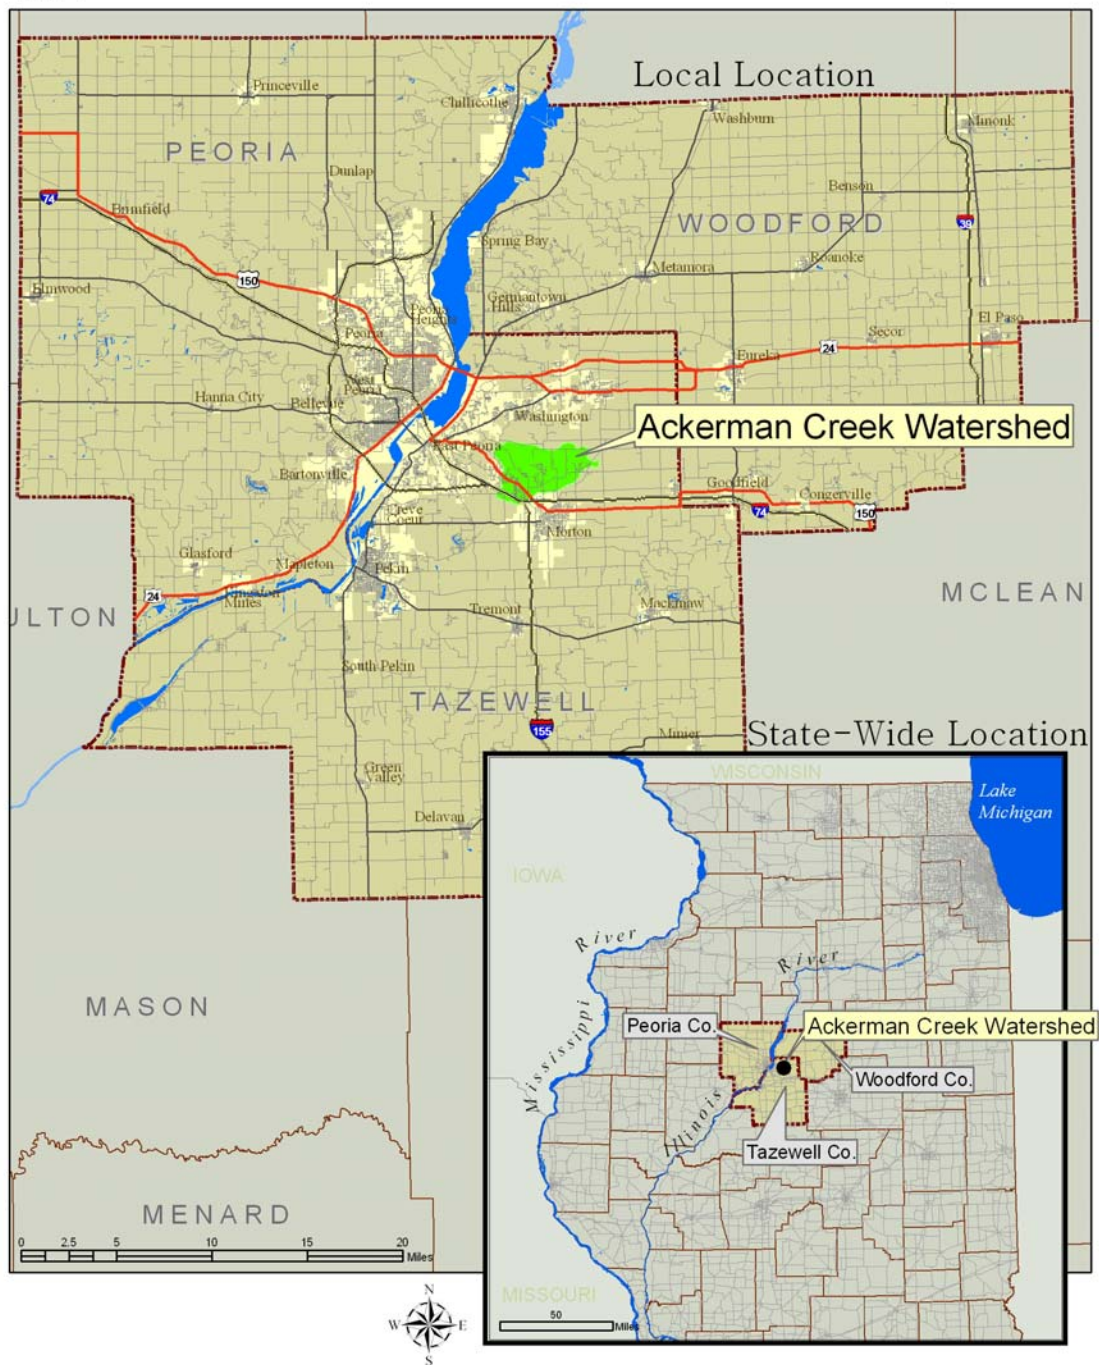 Local Location
Princeville
Chillicothe
Washburn
Minonk
PEORIA
Dunlap
Benson
74
Brimfield
WOODFORD
39
Spring Bay
Roanoke
Metamora
150
Elmwood
Germantown
Hills
Peoria
Heights
El Paso
Peoria
Secor
24
Eureka
West
Peoria
Hanna City
Bellevue
Washington
Ackerman Creek Watershed
East Peoria
Bartonville
Goodfield
Congerville
74
150
Creve
Coeur
Morton
Glasford
Mapleton
Pekin
24
Kingston
Mines
MCLEAN
ULTON
Tremont
Mackinaw
South Pekin
TAZEWELL
155
Minier
State-Wide Location
Green
Valley
Delavan
WISCONSIN
Lake
Michigan
IOWA
River
River
MASON
Mississippi
Peoria Co.
Ackerman Creek Watershed
Woodford Co.
Illinois
Tazewell Co.
MENARD
0 2.5 5 10 15 20
Miles
MISSOURI
50
Miles
N
W E
S